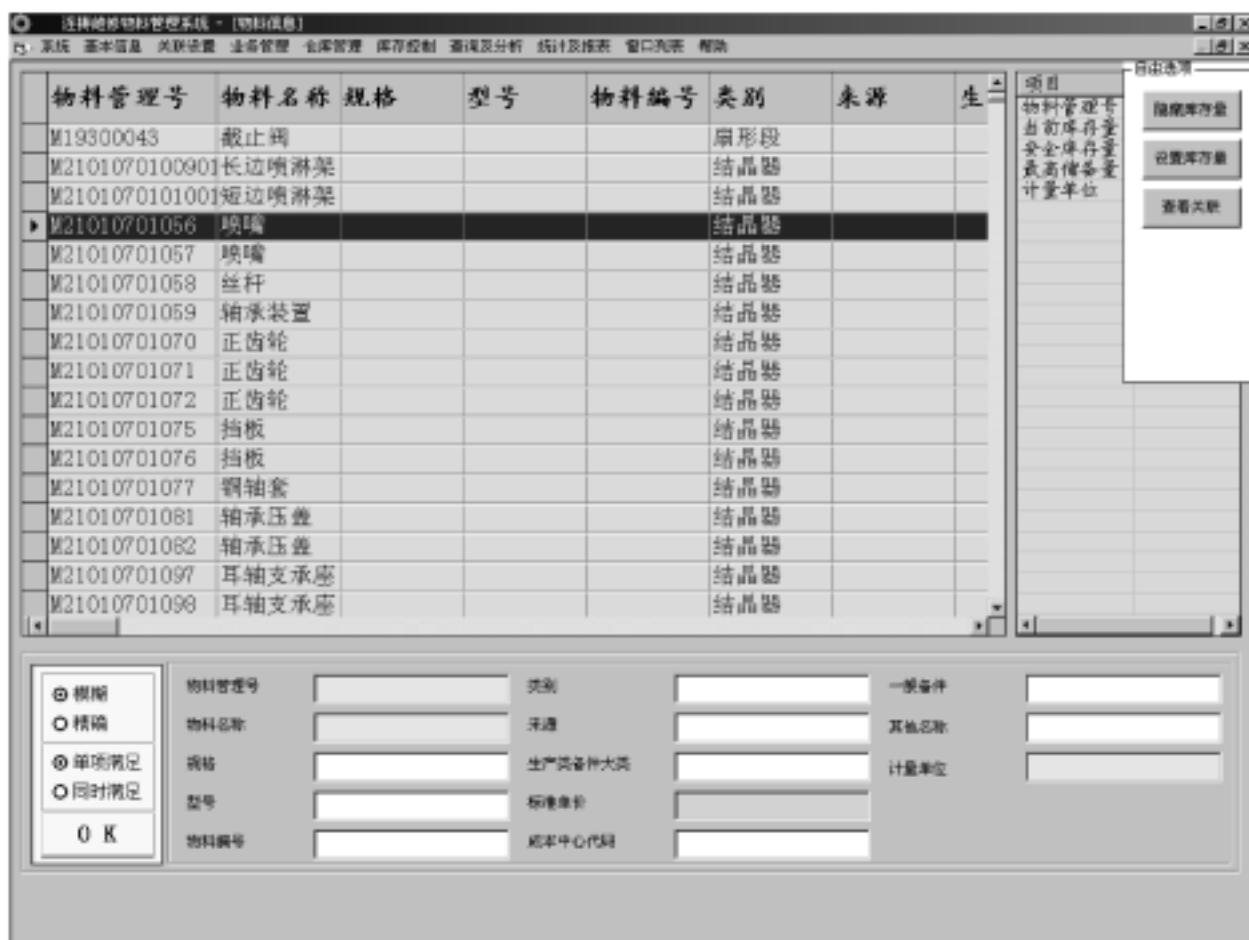 连铸维修物料管理系统 - [物料信息]
系统 基本信息 关联设置 业务管理 仓库管理 库存控制 查询及分析 统计及报表 窗口列表 帮助
物料管理号 物料名称 规格 型号 物料编号 类别 来源 生
M19300043 截止阀 扇形段
M2101070100901 长边喷淋架 结晶器
M2101070101001 短边喷淋架 结晶器
M21010701056 喷嘴 结晶器
M21010701057 喷嘴 结晶器
M21010701058 丝杆 结晶器
M21010701059 轴承装置 结晶器
M21010701070 正齿轮 结晶器
M21010701071 正齿轮 结晶器
M21010701072 正齿轮 结晶器
M21010701075 挡板 结晶器
M21010701076 挡板 结晶器
M21010701077 铜轴套 结晶器
M21010701081 轴承压盖 结晶器
M21010701082 轴承压盖 结晶器
M21010701097 耳轴支承座 结晶器
M21010701098 耳轴支承座 结晶器
项目
物料管理号
当前库存量
安全库存量
最高储备量
计量单位
自由选项
隐藏库存量
设置库存量
查看关联
模糊
精确
单项满足
同时满足
OK
物料管理号 类别 一般备件
物料名称 来源 其他名称
规格 生产类备件大类 计量单位
型号 标准单价
物料编号 成本中心代码